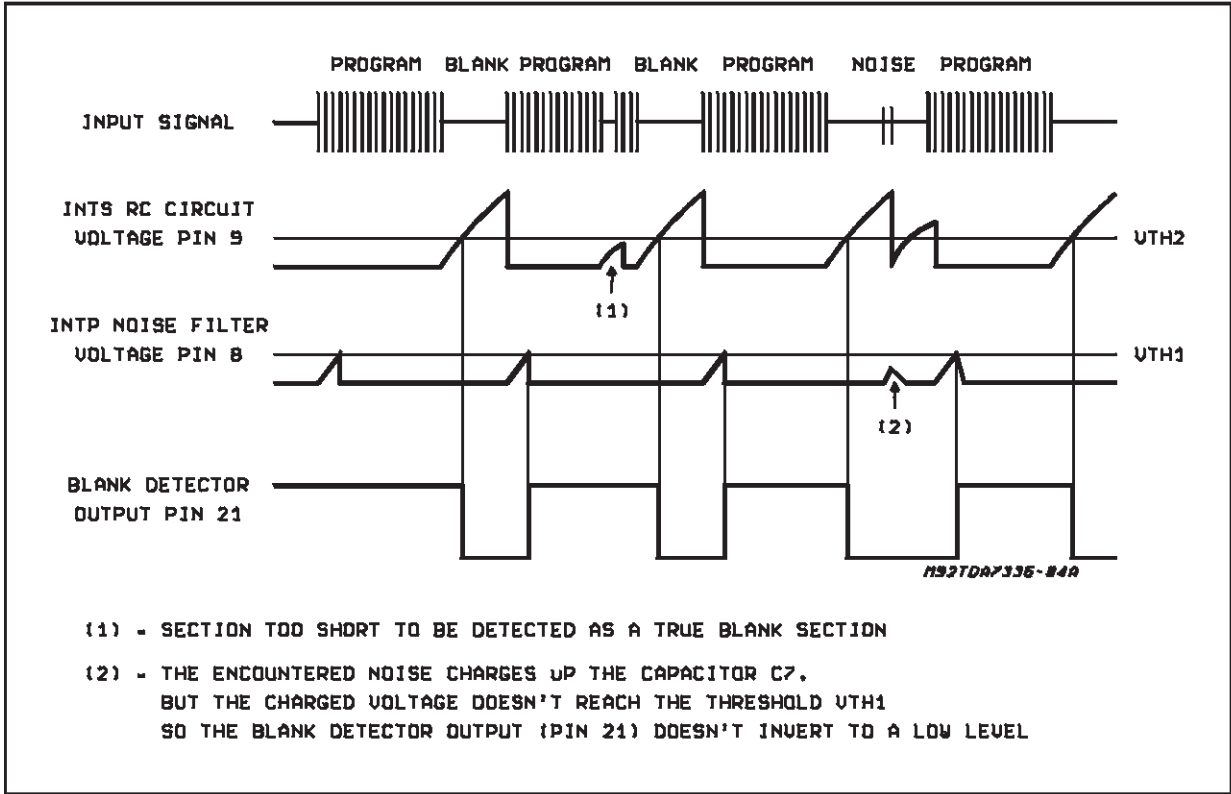 PROGRAM BLANK PROGRAM BLANK PROGRAM NOISE PROGRAM
INPUT SIGNAL
INTS RC CIRCUIT
VOLTAGE PIN 9
VTH2
(1)
INTP NOISE FILTER
VOLTAGE PIN 8
VTH1
(2)
BLANK DETECTOR
OUTPUT PIN 21
M92TDA7336-04A
(1) - SECTION TOO SHORT TO BE DETECTED AS A TRUE BLANK SECTION
(2) - THE ENCOUNTERED NOISE CHARGES UP THE CAPACITOR C7.
BUT THE CHARGED VOLTAGE DOESN'T REACH THE THRESHOLD VTH1
SO THE BLANK DETECTOR OUTPUT (PIN 21) DOESN'T INVERT TO A LOW LEVEL